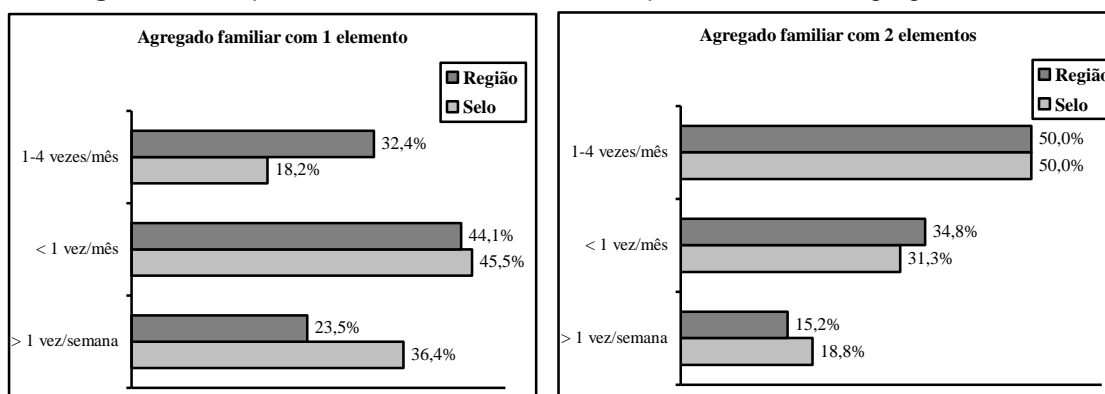 Agregado familiar com 1 elemento
Região
Selo
1-4 vezes/mês
32,4%
18,2%
< 1 vez/mês
44,1%
45,5%
> 1 vez/semana
23,5%
36,4%
Agregado familiar com 2 elementos
Região
Selo
1-4 vezes/mês
50,0%
50,0%
< 1 vez/mês
34,8%
31,3%
> 1 vez/semana
15,2%
18,8%